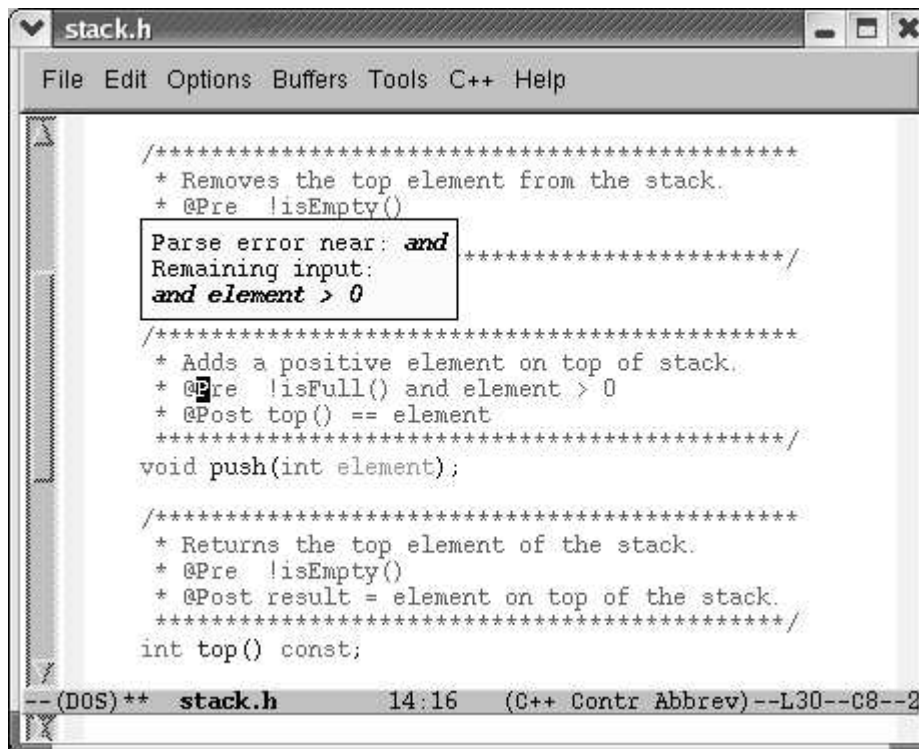 stack.h
File Edit Options Buffers Tools C++ Help
/************************************************
* Removes the top element from the stack.
* @Pre !isEmpty()
Parse error near: and
Remaining input:
and element > 0
************************/
/************************************************
* Adds a positive element on top of stack.
* @Pre !isFull() and element > 0
* @Post top() == element
***********************************************/
void push(int element);
/************************************************
* Returns the top element of the stack.
* @Pre !isEmpty()
* @Post result = element on top of the stack.
***********************************************/
int top() const;
--(DOS)** stack.h 14:16 (C++ Contr Abbrev)--L30--C8--2